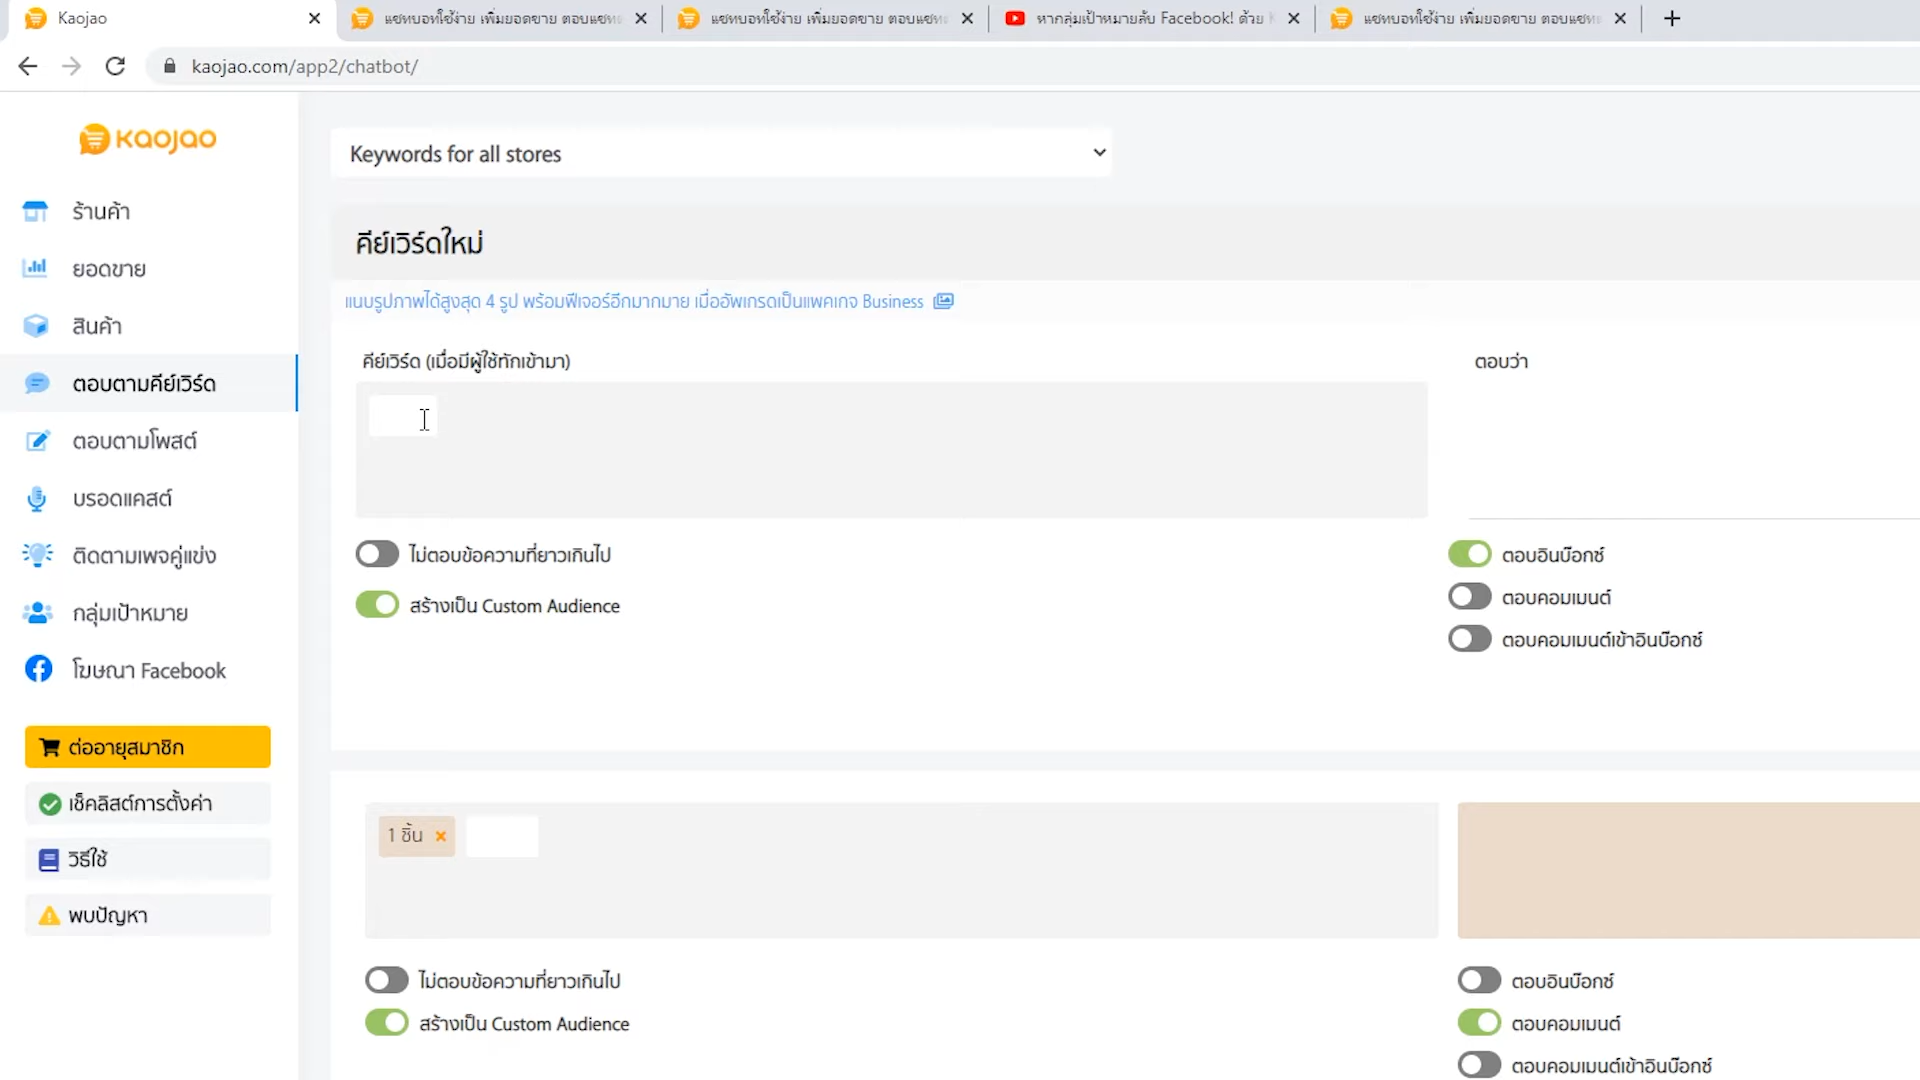 Kaojao
แชทบอทใช้ง่าย เพิ่มยอดขาย ตอบแชท
แชทบอทใช้ง่าย เพิ่มยอดขาย ตอบแชท
หากลุ่มเป้าหมายลับ Facebook! ด้วย
แชทบอทใช้ง่าย เพิ่มยอดขาย ตอบแชท
kaojao.com/app2/chatbot/
kaojao
Keywords for all stores
ร้านค้า
ยอดขาย
สินค้า
ตอบตามคีย์เวิร์ด
ตอบตามโพสต์
บรอดแคสต์
ติดตามเพจคู่แข่ง
กลุ่มเป้าหมาย
โฆษณา Facebook
ต่ออายุสมาชิก
เช็คลิสต์การตั้งค่า
วิธีใช้
พบปัญหา
คีย์เวิร์ดใหม่
แนบรูปภาพได้สูงสุด 4 รูป พร้อมฟีเจอร์อีกมากมาย เมื่ออัพเกรดเป็นแพคเกจ Business
คีย์เวิร์ด (เมื่อมีผู้ใช้ทักเข้ามา)
ตอบว่า
ไม่ตอบข้อความที่ยาวเกินไป
สร้างเป็น Custom Audience
ตอบอินบ็อกซ์
ตอบคอมเมนต์
ตอบคอมเมนต์เข้าอินบ็อกซ์
1 ชิ้น ×
ไม่ตอบข้อความที่ยาวเกินไป
สร้างเป็น Custom Audience
ตอบอินบ็อกซ์
ตอบคอมเมนต์
ตอบคอมเมนต์เข้าอินบ็อกซ์